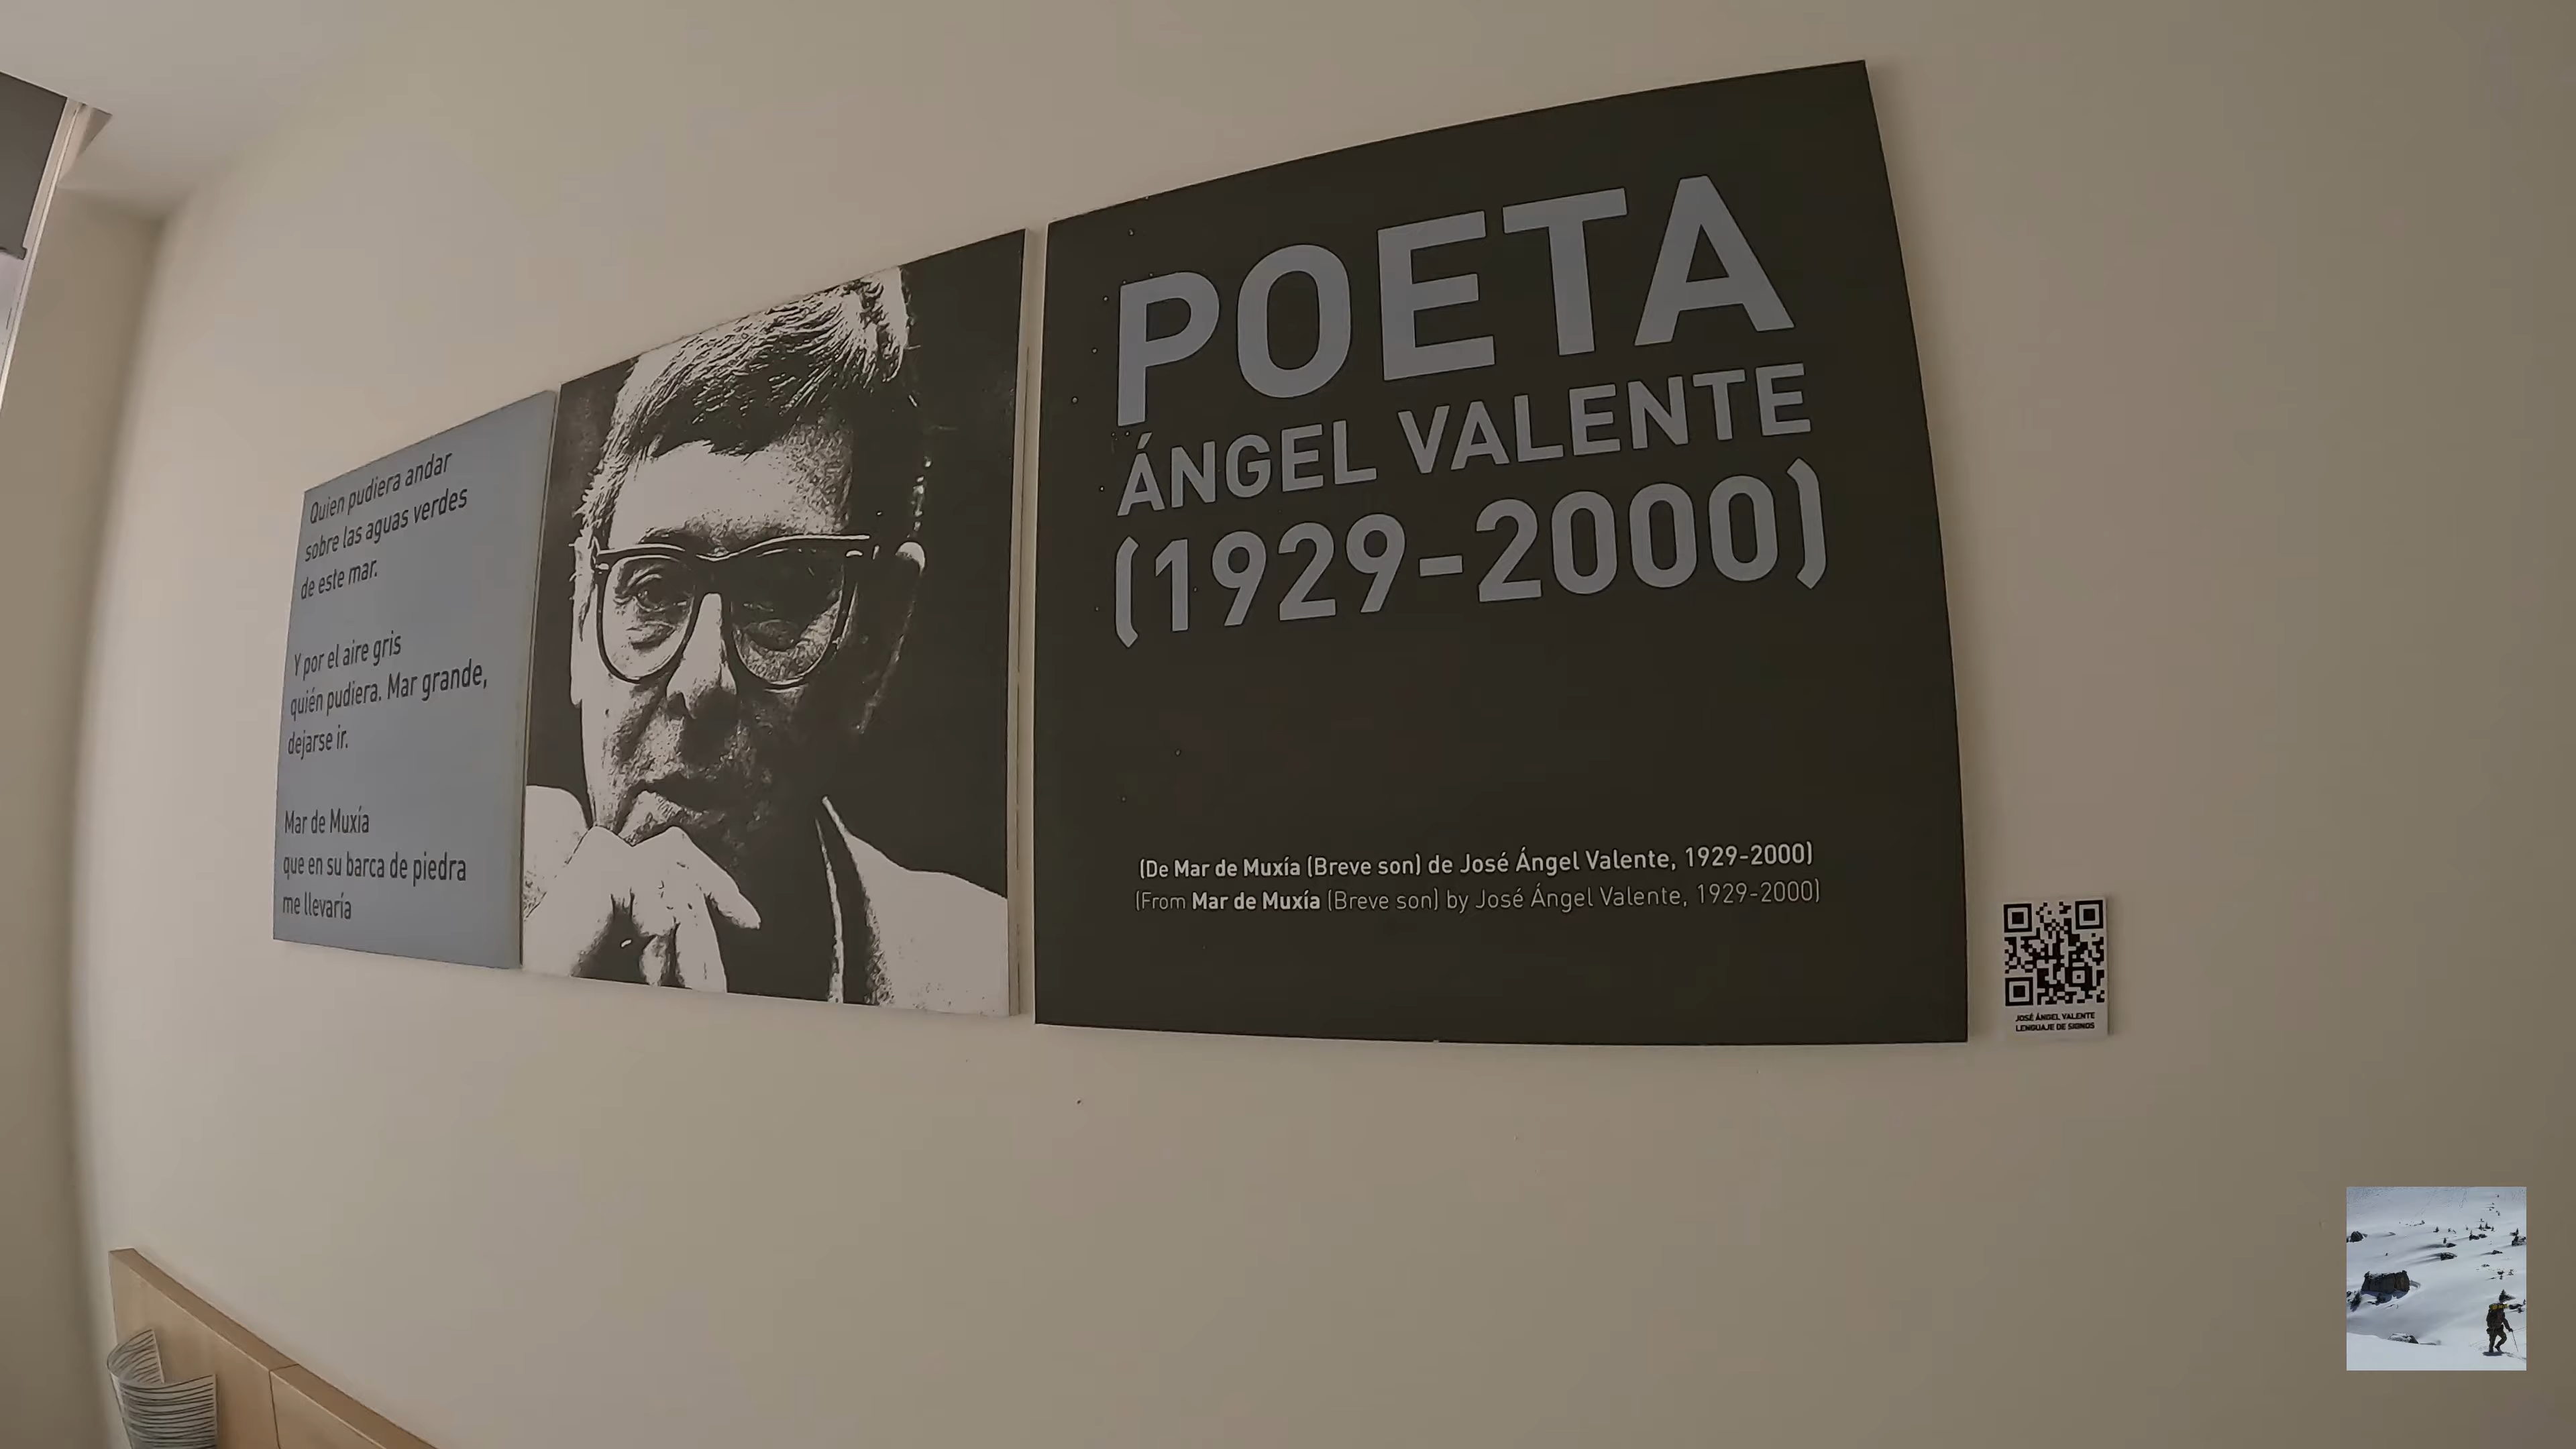 Quien pudiera andar
sobre las aguas verdes
de este mar.
Y por el aire gris
quién pudiera. Mar grande,
dejarse ir.
Mar de Muxía
que en su barca de piedra
me llevaría
POETA
ÁNGEL VALENTE
(1929-2000)
(De Mar de Muxía (Breve son) de José Ángel Valente, 1929-2000)
(From Mar de Muxía (Breve son) by José Ángel Valente, 1929-2000)
JOSÉ ÁNGEL VALENTE
LENGUAJE DE SIGNOS